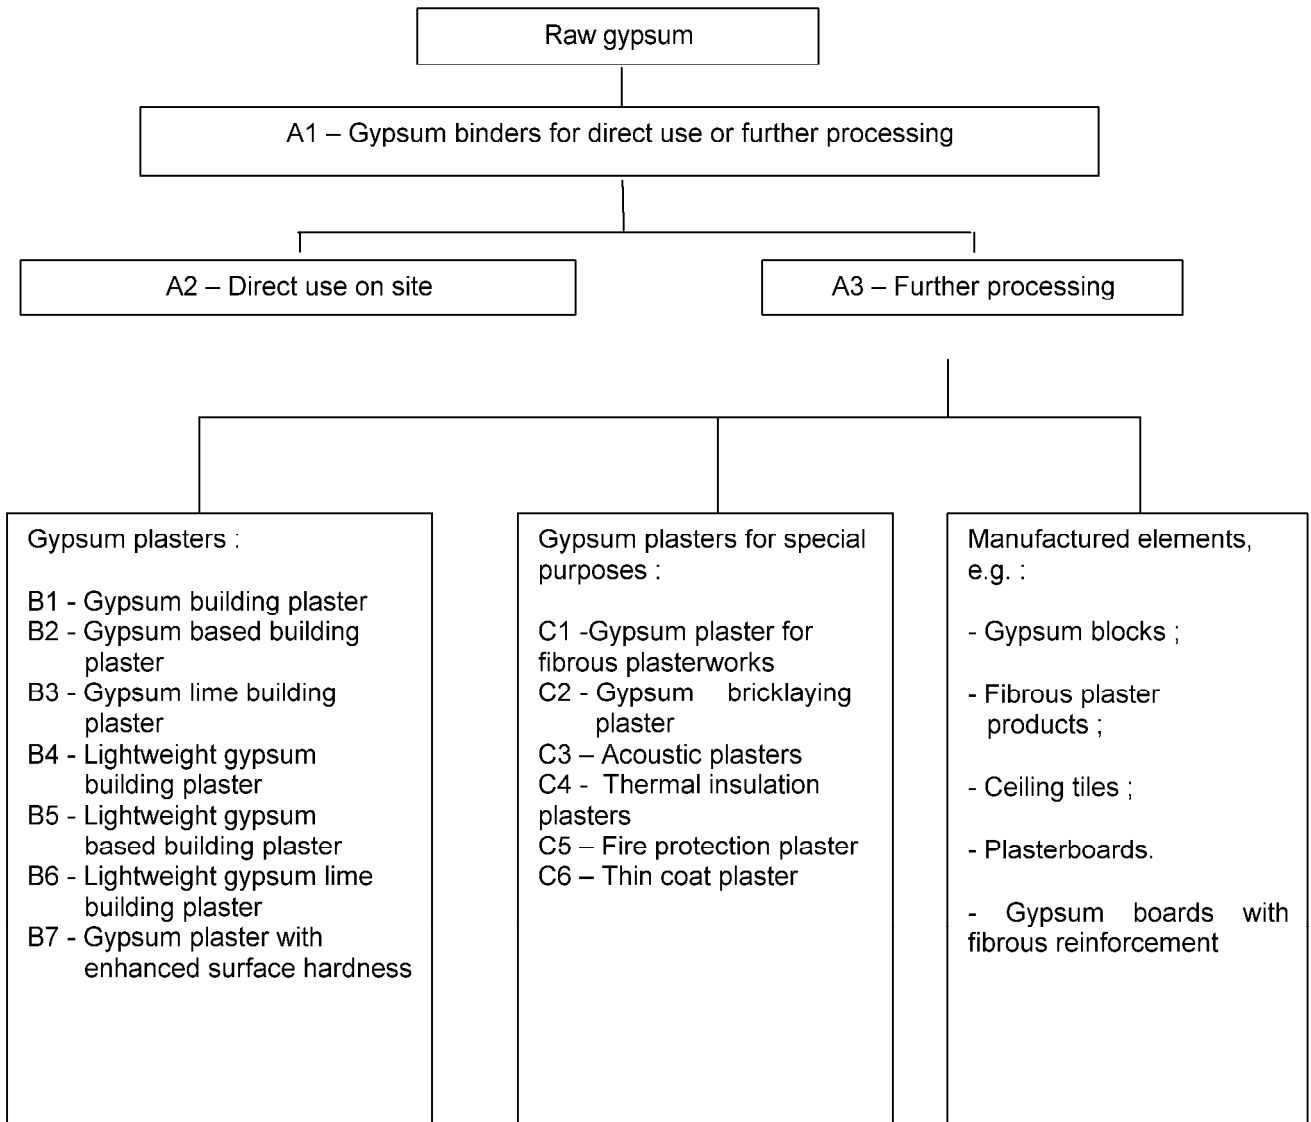 Raw gypsum
A1 – Gypsum binders for direct use or further processing
A2 – Direct use on site
A3 – Further processing
Gypsum plasters :
B1 - Gypsum building plaster
B2 - Gypsum based building
plaster
B3 - Gypsum lime building
plaster
B4 - Lightweight gypsum
building plaster
B5 - Lightweight gypsum
based building plaster
B6 - Lightweight gypsum lime
building plaster
B7 - Gypsum plaster with
enhanced surface hardness
Gypsum plasters for special
purposes :
C1 -Gypsum plaster for
fibrous plasterworks
C2 - Gypsum bricklaying
plaster
C3 – Acoustic plasters
C4 - Thermal insulation
plasters
C5 – Fire protection plaster
C6 – Thin coat plaster
Manufactured elements,
e.g. :
- Gypsum blocks ;
- Fibrous plaster
products ;
- Ceiling tiles ;
- Plasterboards.
- Gypsum boards with
fibrous reinforcement